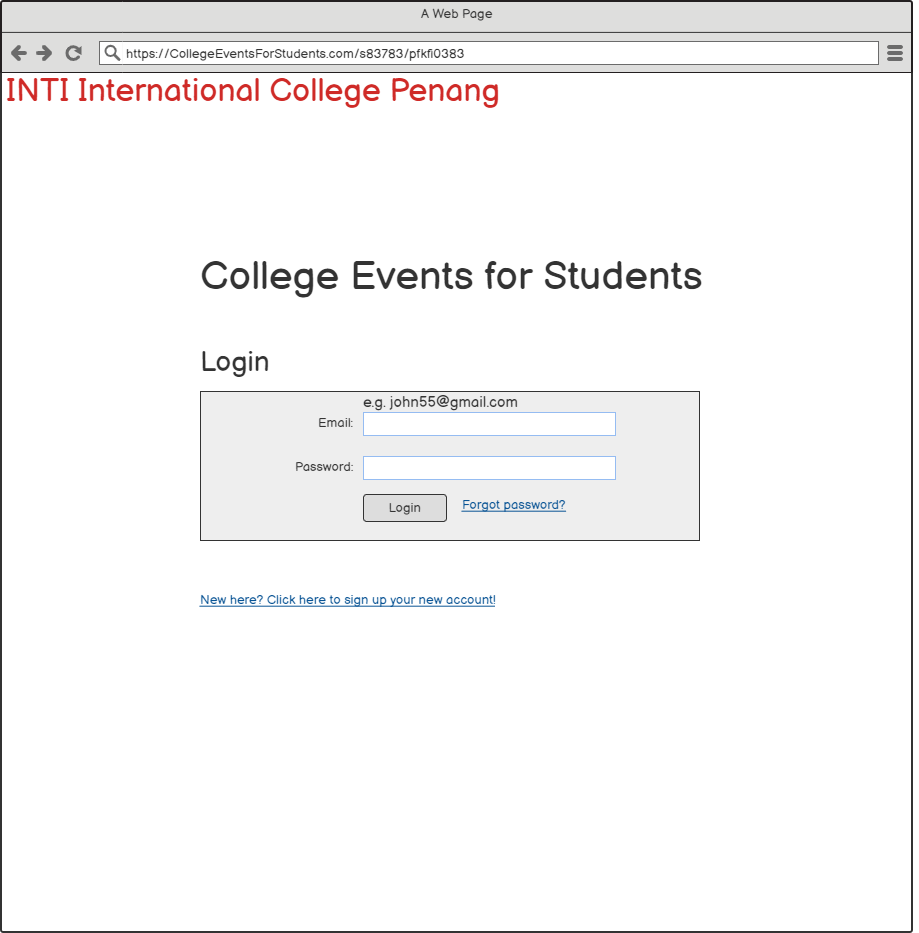 A Web Page
https://CollegeEventsForStudents.com/s83783/pfkfi0383
INTI International College Penang
College Events for Students
Login
e.g. john55@gmail.com
Email:
Password:
Login Forgot password?
New here? Click here to sign up your new account!